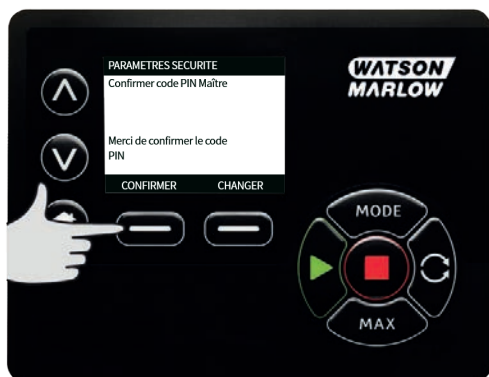 PARAMETRES SECURITE
Confirmer code PIN Maître
Merci de confirmer le code
PIN
CONFIRMER CHANGER
WATSON
MARLOW
MODE
MAX